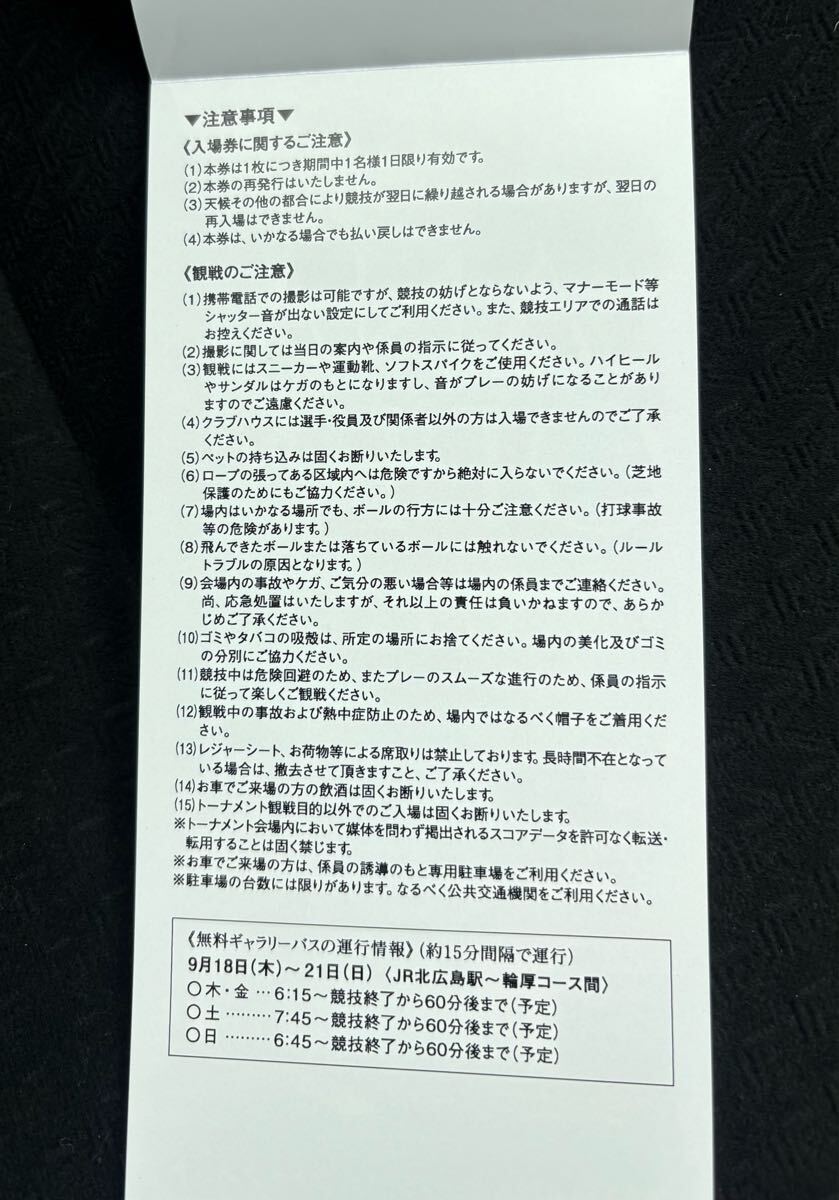 ▼注意事項▼
《入場券に関するご注意》
(1)本券は1枚につき期間中1名様1日限り有効です。
(2)本券の再発行はいたしません。
(3)天候その他の都合により競技が翌日に繰り越される場合がありますが、翌日の
再入場はできません。
(4)本券は、いかなる場合でも払い戻しはできません。
《観戦のご注意》
(1)携帯電話での撮影は可能ですが、競技の妨げとならないよう、マナーモード等
シャッター音が出ない設定にしてご利用ください。また、競技エリアでの通話は
お控えください。
(2)撮影に関しては当日の案内や係員の指示に従ってください。
(3)観戦にはスニーカーや運動靴、ソフトスパイクをご使用ください。ハイヒール
やサンダルはケガのもとになりますし、音がプレーの妨げになることがあり
ますのでご遠慮ください。
(4)クラブハウスには選手・役員及び関係者以外の方は入場できませんのでご了承
ください。
(5)ペットの持ち込みは固くお断りいたします。
(6)ロープの張ってある区域内へは危険ですから絶対に入らないでください。(芝地
保護のためにもご協力ください。)
(7)場内はいかなる場所でも、ボールの行方には十分ご注意ください。(打球事故
等の危険があります。)
(8)飛んできたボールまたは落ちているボールには触れないでください。(ルール
トラブルの原因となります。)
(9)会場内の事故やケガ、ご気分の悪い場合等は場内の係員までご連絡ください。
尚、応急処置はいたしますが、それ以上の責任は負いかねますので、あらか
じめご了承ください。
(10)ゴミやタバコの吸殻は、所定の場所にお捨てください。場内の美化及びゴミ
の分別にご協力ください。
(11)競技中は危険回避のため、またプレーのスムーズな進行のため、係員の指示
に従って楽しくご観戦ください。
(12)観戦中の事故および熱中症防止のため、場内ではなるべく帽子をご着用くだ
さい。
(13)レジャーシート、お荷物等による席取りは禁止しております。長時間不在となって
いる場合は、撤去させて頂きますこと、ご了承ください。
(14)お車でご来場の方の飲酒は固くお断りいたします。
(15)トーナメント観戦目的以外でのご入場は固くお断りいたします。
※トーナメント会場内において媒体を問わず掲出されるスコアデータを許可なく転送・
転用することは固く禁じます。
※お車でご来場の方は、係員の誘導のもと専用駐車場をご利用ください。
※駐車場の台数には限りがあります。なるべく公共交通機関をご利用ください。
《無料ギャラリーバスの運行情報》(約15分間隔で運行)
9月18日(木)～21日(日)〈JR北広島駅～輪厚コース間〉
○木・金 …6:15～競技終了から60分後まで(予定)
○土 ………7:45～競技終了から60分後まで(予定)
○日 ………6:45～競技終了から60分後まで(予定)